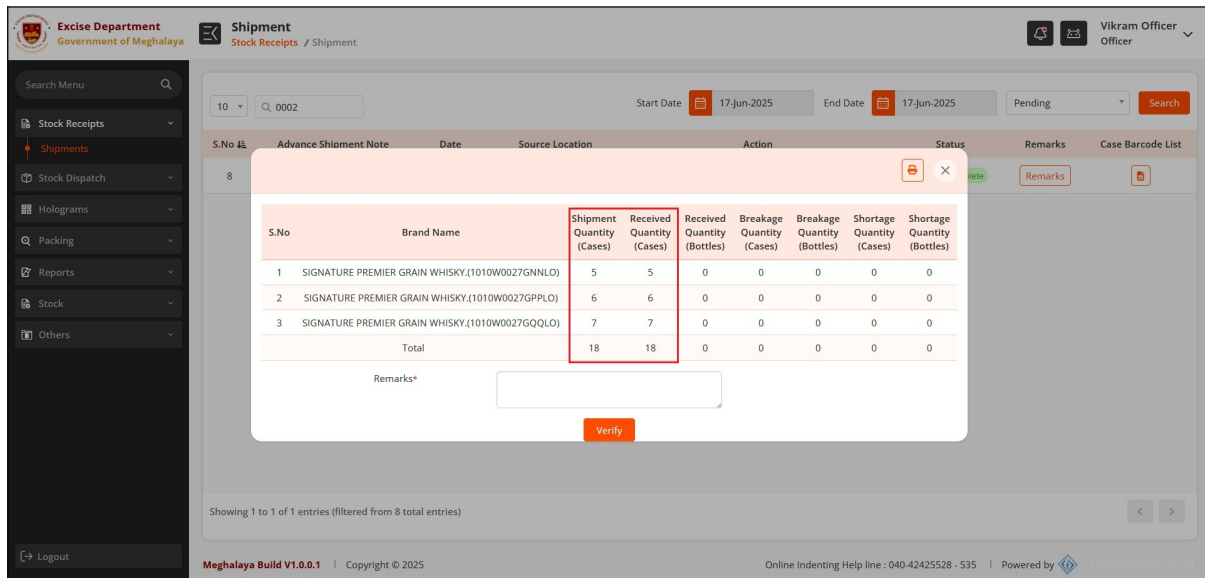 Excise Department
Government of Meghalaya
Shipment
Stock Receipts / Shipment
Vikram Officer
Officer
Search Menu
Stock Receipts
Shipments
Stock Dispatch
Holograms
Packing
Reports
Stock
Others
Logout
10
0002
Start Date 17-Jun-2025 End Date 17-Jun-2025 Pending Search
S.No Advance Shipment Note Date Source Location Action Status Remarks Case Barcode List
8 Remarks
S.No Brand Name Shipment Quantity (Cases) Received Quantity (Cases) Received Quantity (Bottles) Breakage Quantity (Cases) Breakage Quantity (Bottles) Shortage Quantity (Cases) Shortage Quantity (Bottles)
1 SIGNATURE PREMIER GRAIN WHISKY.(1010W0027GNNLO) 5 5 0 0 0 0 0
2 SIGNATURE PREMIER GRAIN WHISKY.(1010W0027GPPLO) 6 6 0 0 0 0 0
3 SIGNATURE PREMIER GRAIN WHISKY.(1010W0027GQQLO) 7 7 0 0 0 0 0
Total 18 18 0 0 0 0 0
Remarks*
Verify
Showing 1 to 1 of 1 entries (filtered from 8 total entries)
Meghalaya Build V1.0.0.1 | Copyright © 2025
Online Indenting Help line : 040-42425528 - 535 | Powered by